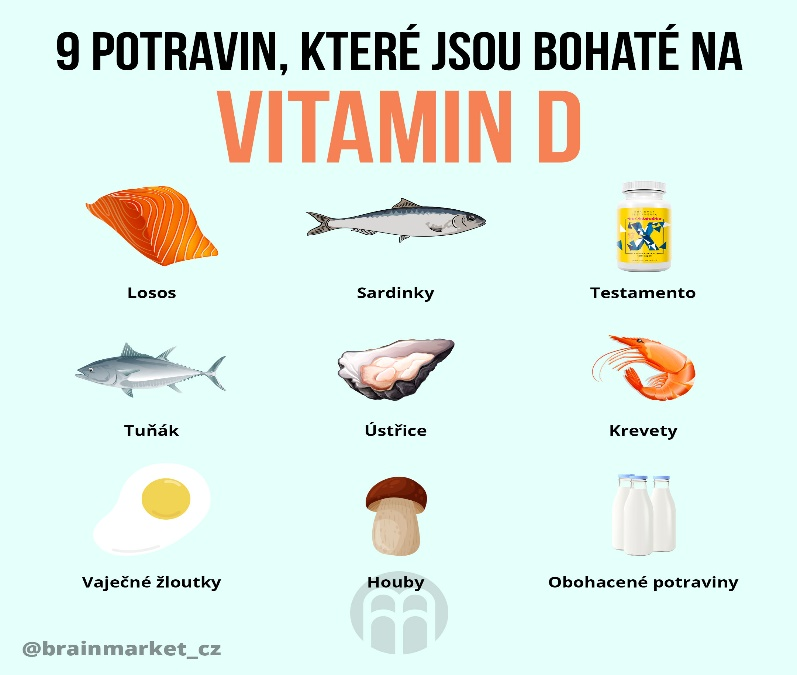 9 POTRAVIN, KTERÉ JSOU BOHATÉ NA
VITAMIN D
Losos
Sardinky
Testamento
Tuňák
Ústřice
Krevety
Vaječné žloutky
Houby
Obohacené potraviny
@brainmarket_cz